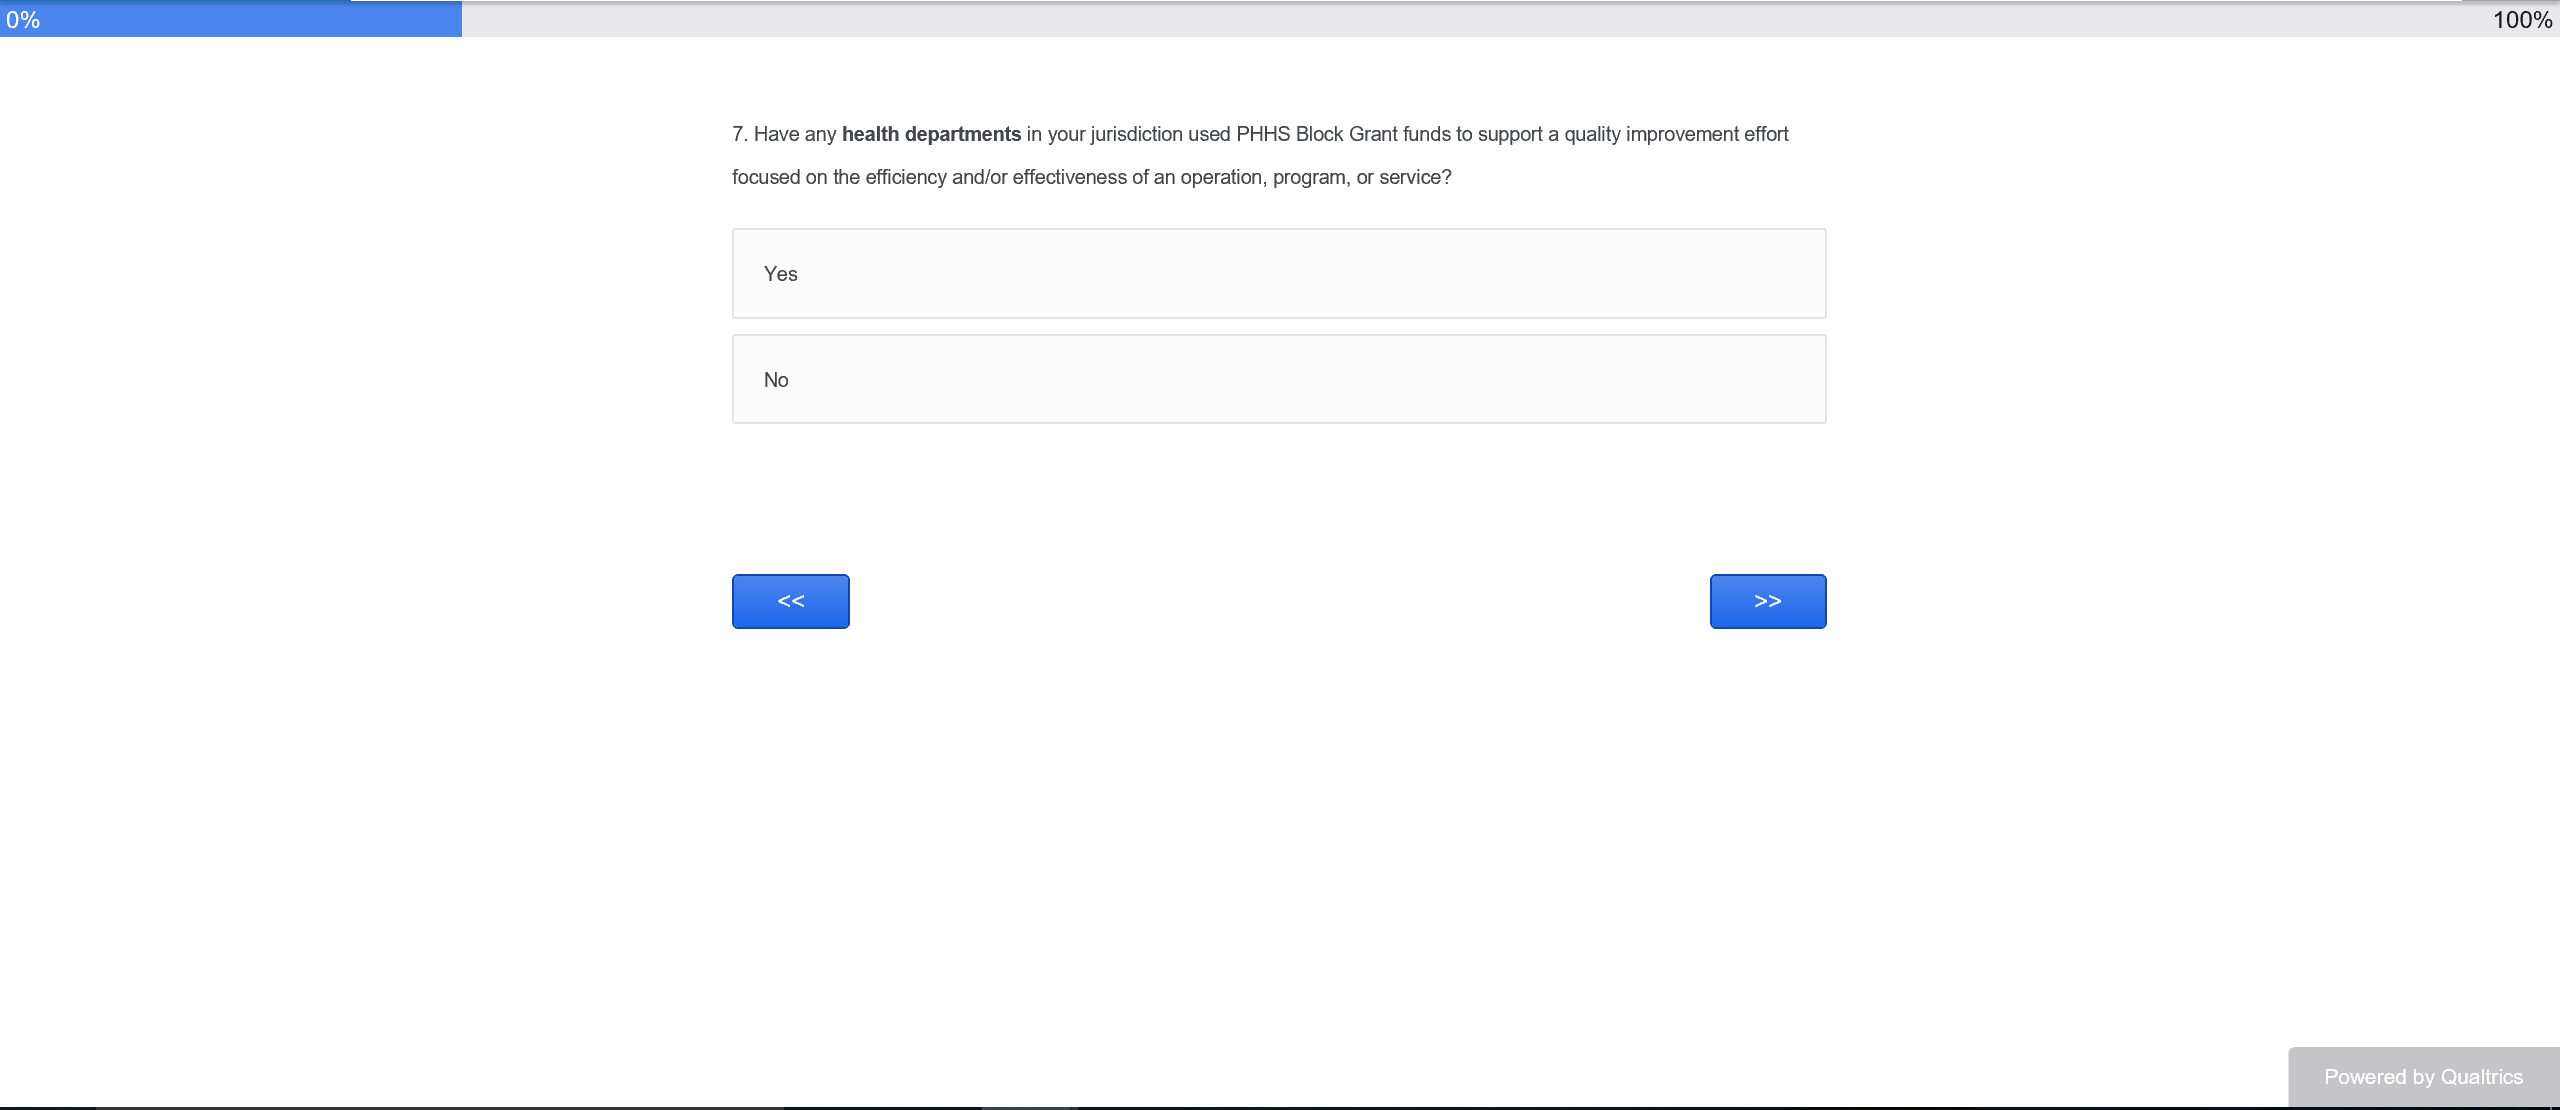 0%
100%
7. Have any health departments in your jurisdiction used PHHS Block Grant funds to support a quality improvement effort
focused on the efficiency and/or effectiveness of an operation, program, or service?
Yes
No
<<
>>
Powered by Qualtrics